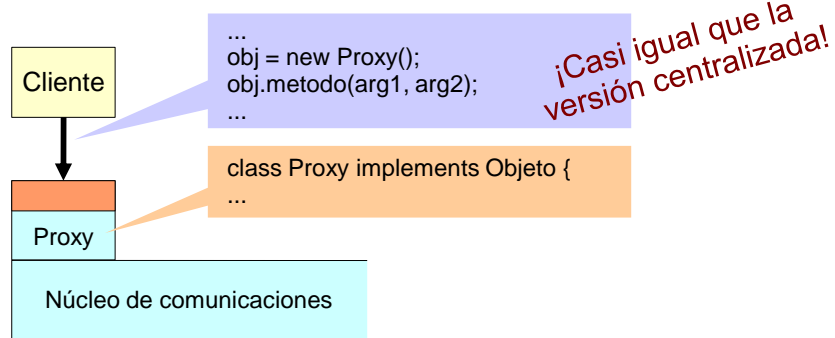 ...
obj = new Proxy();
obj.metodo(arg1, arg2);
...
¡Casi igual que la
versión centralizada!
Cliente
class Proxy implements Objeto {
...
Proxy
Núcleo de comunicaciones